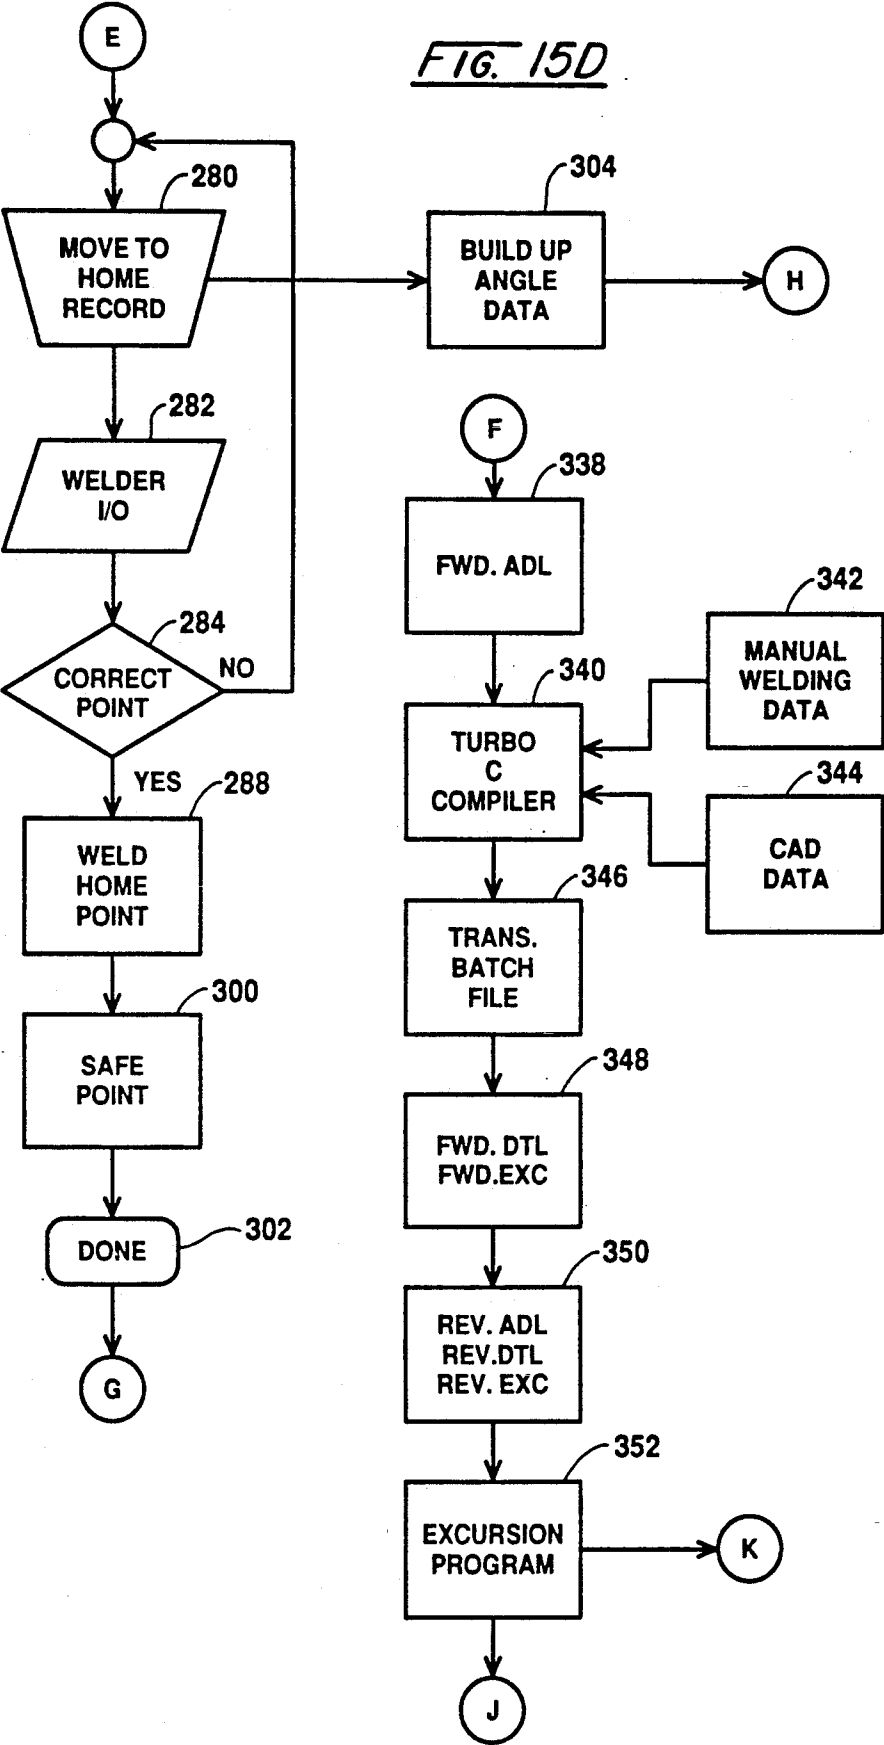 E
FIG. 15D
280
MOVE TO
HOME
RECORD
304
BUILD UP
ANGLE
DATA
H
282
WELDER
I/O
284
CORRECT
POINT
NO
YES
288
WELD
HOME
POINT
300
SAFE
POINT
302
DONE
G
F
338
FWD. ADL
340
TURBO
C
COMPILER
342
MANUAL
WELDING
DATA
344
CAD
DATA
346
TRANS.
BATCH
FILE
348
FWD. DTL
FWD.EXC
350
REV. ADL
REV.DTL
REV. EXC
352
EXCURSION
PROGRAM
K
J